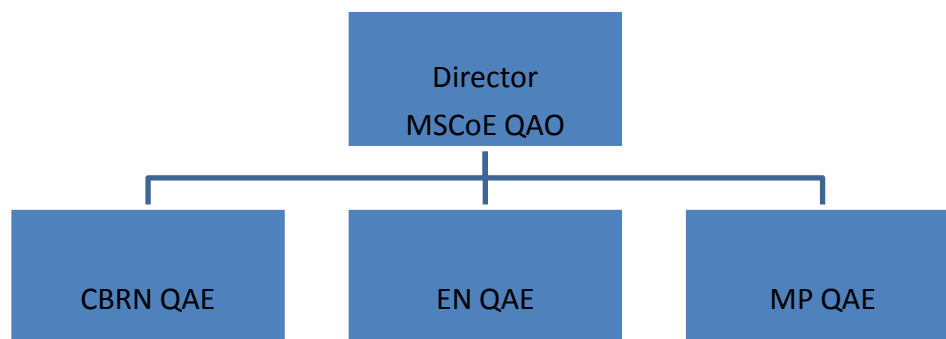 Director
MSCoE QAO
CBRN QAE
EN QAE
MP QAE